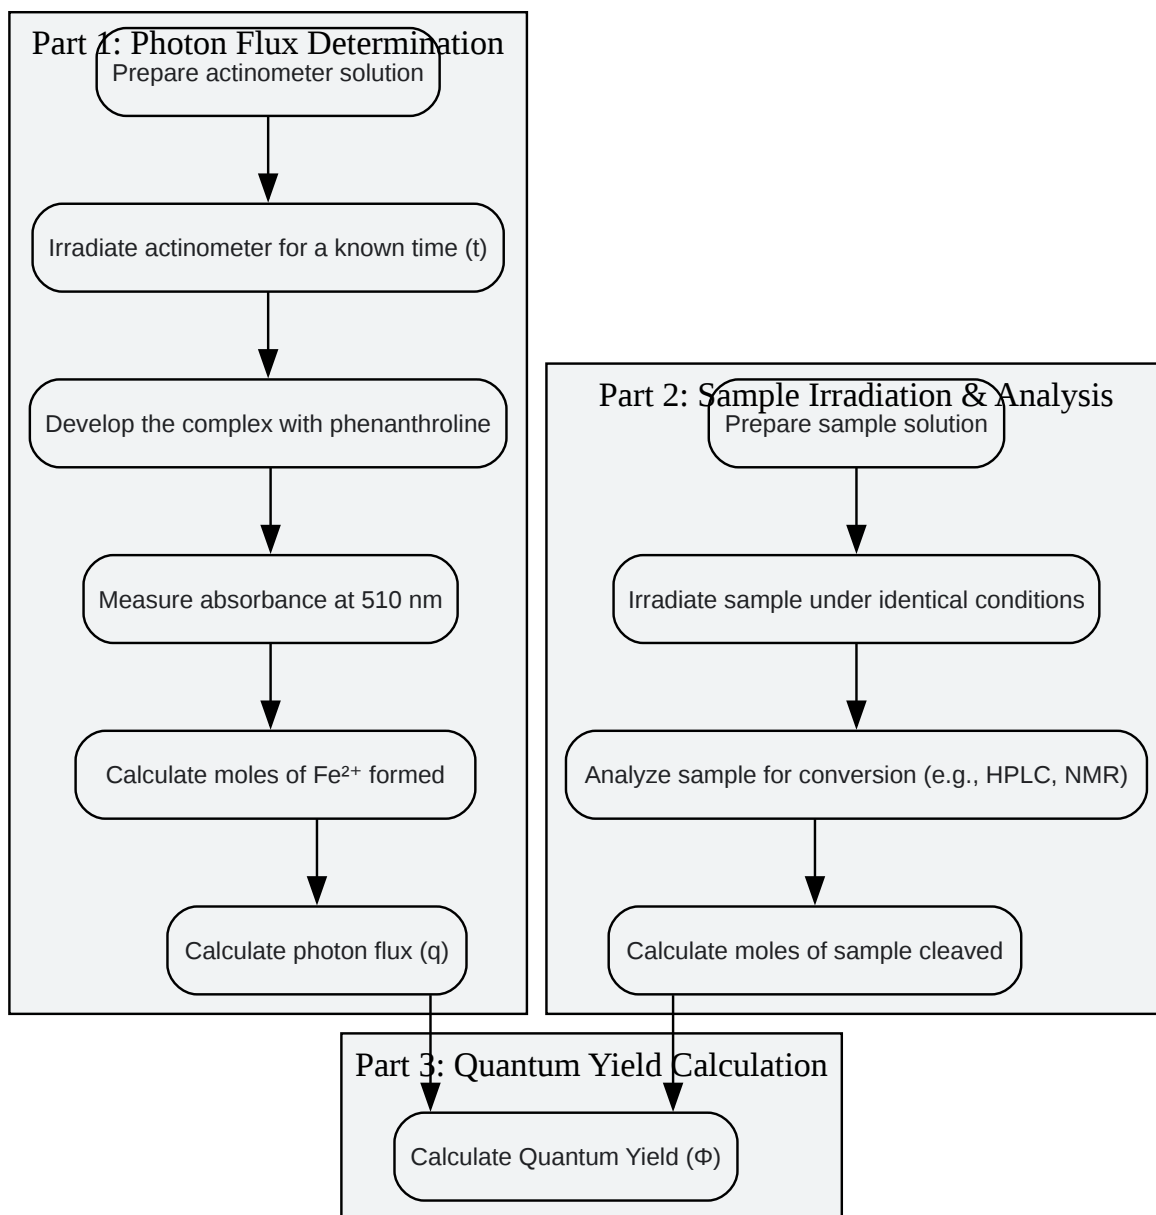 Part 1: Photon Flux Determination
Prepare actinometer solution
Irradiate actinometer for a known time (t)
Develop the complex with phenanthroline
Measure absorbance at 510 nm
Calculate moles of Fe²⁺ formed
Calculate photon flux (q)
Part 2: Sample Irradiation & Analysis
Prepare sample solution
Irradiate sample under identical conditions
Analyze sample for conversion (e.g., HPLC, NMR)
Calculate moles of sample cleaved
Part 3: Quantum Yield Calculation
Calculate Quantum Yield (Φ)